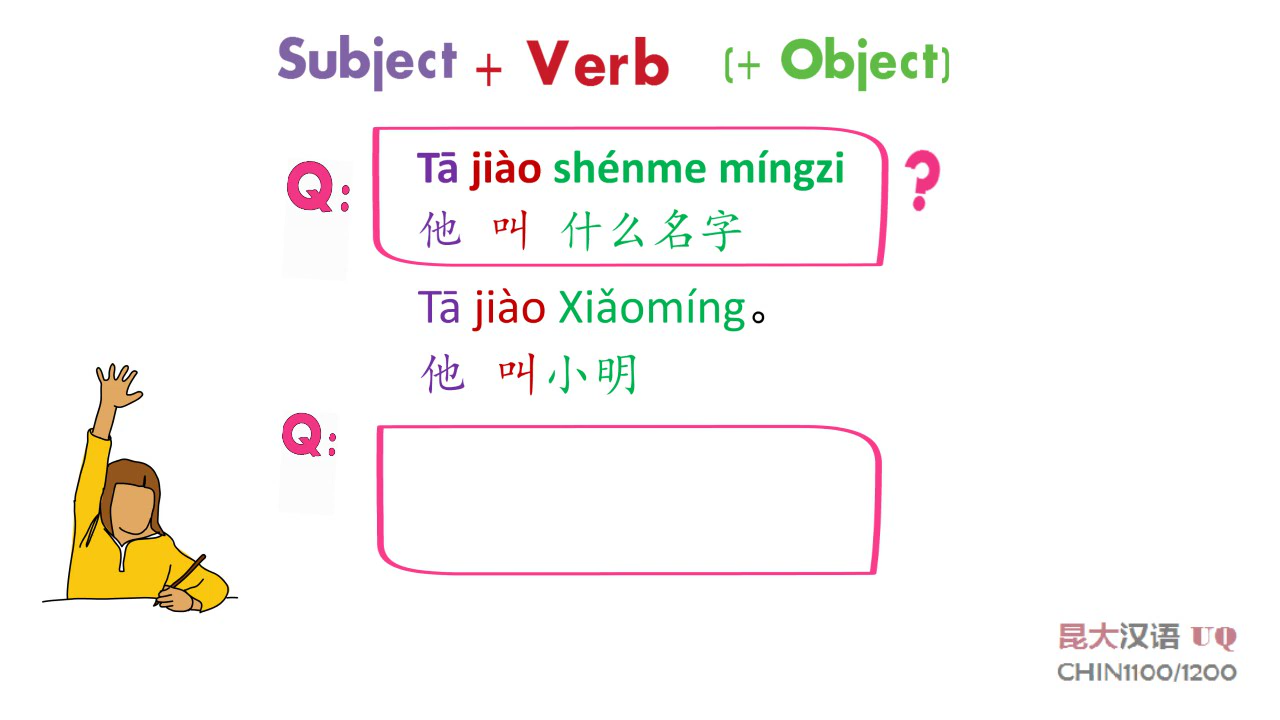 Subject + Verb (+ Object)
Q: Tā jiào shénme míngzi ?
他 叫 什么名字
Tā jiào Xiǎomíng。
他 叫小明
Q:
昆大汉语 UQ
CHIN1100/1200